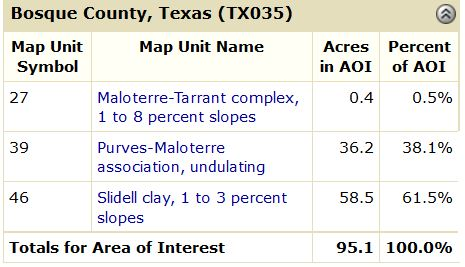 Bosque County, Texas (TX035)
Map Unit Symbol Map Unit Name Acres in AOI Percent of AOI
27 Maloterre-Tarrant complex, 0.4 0.5%
1 to 8 percent slopes
39 Purves-Maloterre 36.2 38.1%
association, undulating
46 Slidell clay, 1 to 3 percent 58.5 61.5%
slopes
Totals for Area of Interest 95.1 100.0%